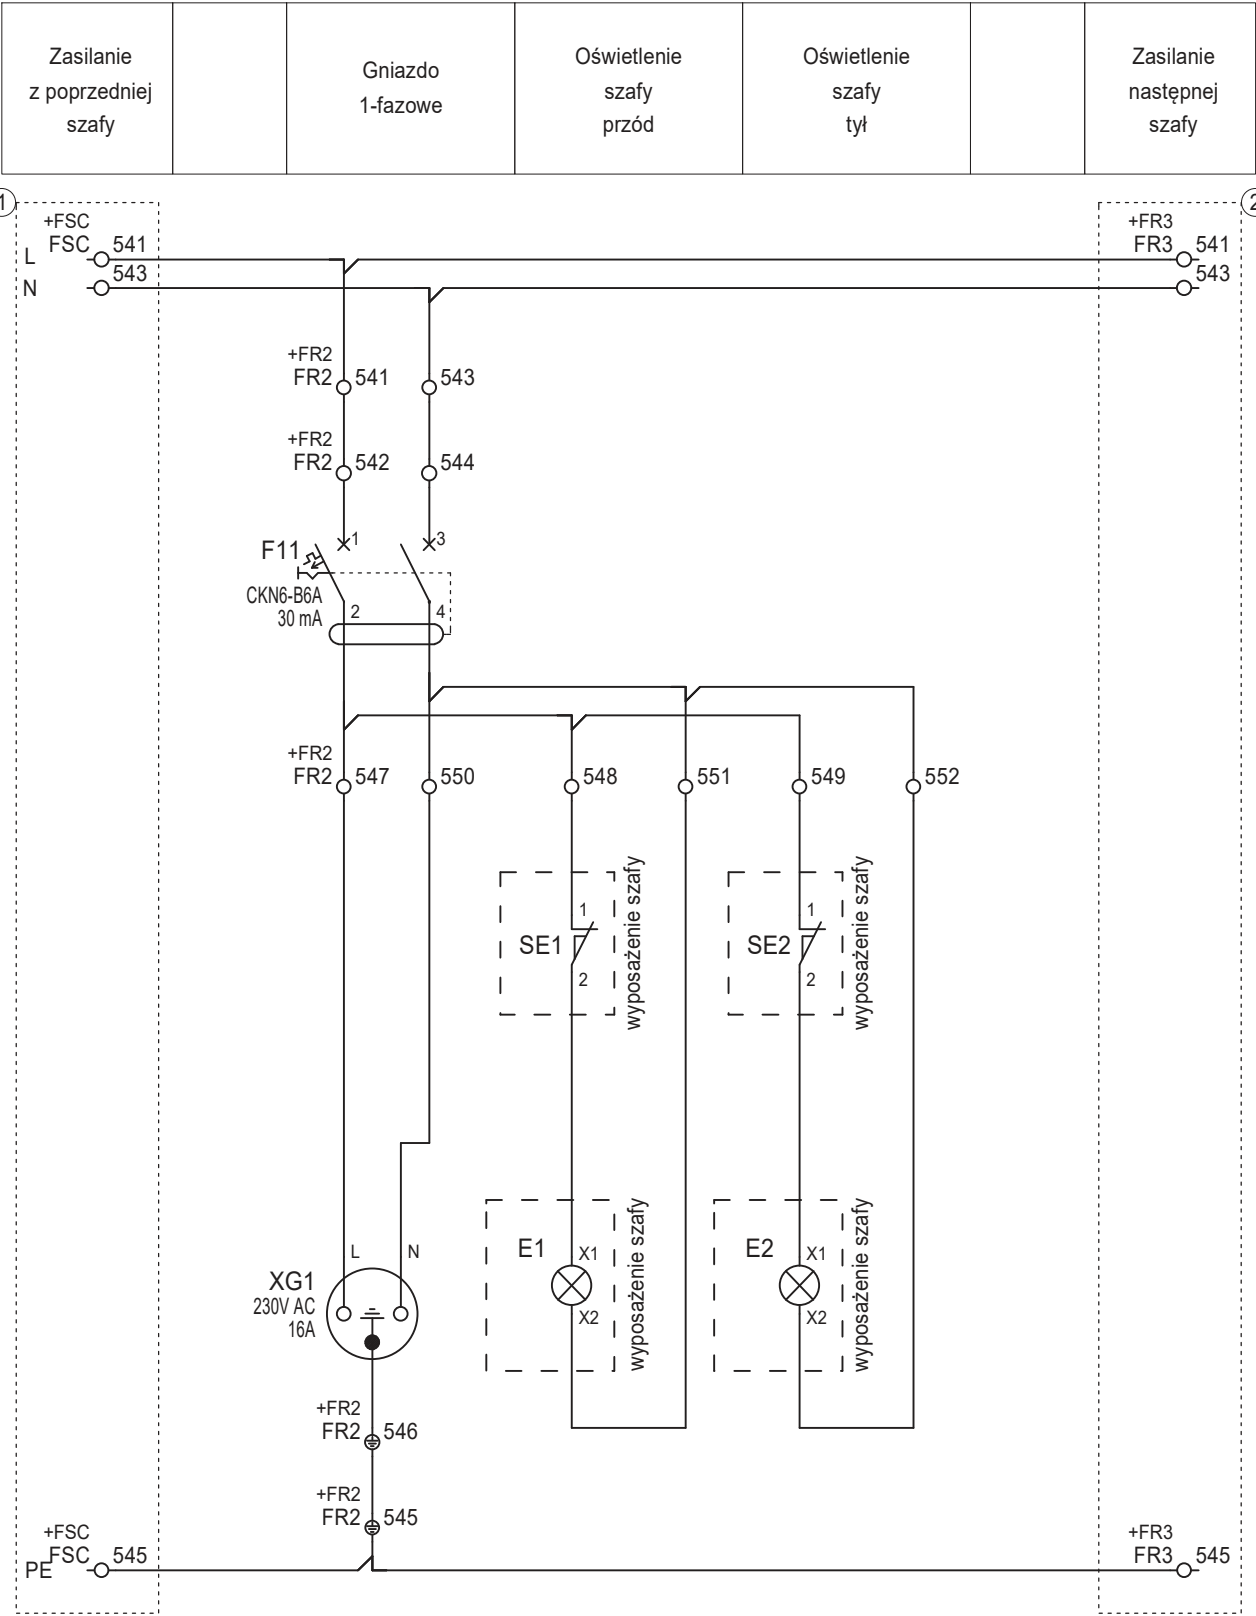 Zasilanie
z poprzedniej
szafy
Gniazdo
1-fazowe
Oświetlenie
szafy
przód
Oświetlenie
szafy
tył
Zasilanie
następnej
szafy
1
2
+FSC
FSC 541
L
543
N
+FR3
FR3 541
543
+FR2
FR2 541
543
+FR2
FR2 542
544
F11
1
3
CKN6-B6A
30 mA
2
4
+FR2
FR2 547
550
548
551
549
552
SE1
1
2
wyposażenie szafy
SE2
1
2
wyposażenie szafy
L
N
XG1
230V AC
16A
E1
X1
X2
wyposażenie szafy
E2
X1
X2
wyposażenie szafy
+FR2
FR2 546
+FR2
FR2 545
+FSC
FSC 545
PE
+FR3
FR3 545